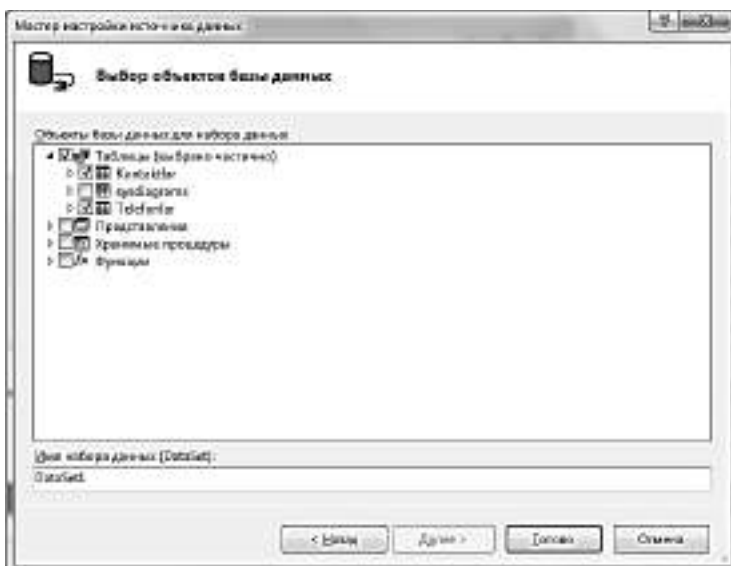 Мастер настройки источника данных
Выбор объектов базы данных
Объекты базы данных для набора данных
Таблицы (выбрано частично)
Kontaktlar
sysdiagrams
Telefonlar
Представления
Хранимые процедуры
Функции
Имя набора данных (DataSet):
< Назад
Далее >
Готово
Отмена